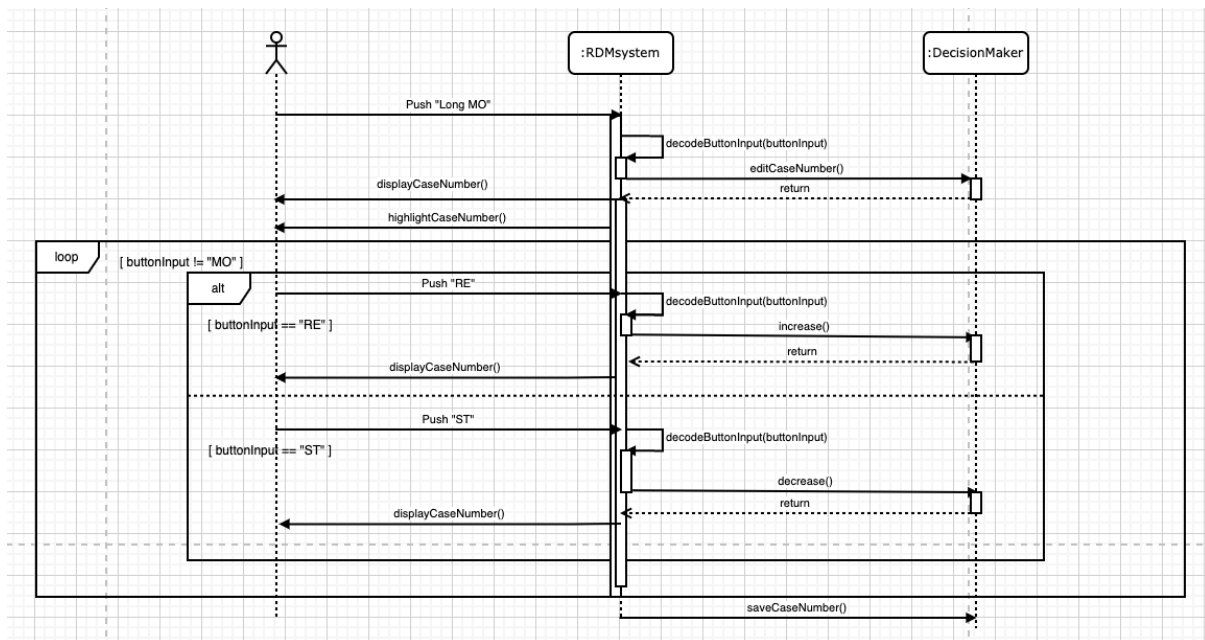 :RDMsystem
:DecisionMaker
Push "Long MO"
decodeButtonInput(buttonInput)
editCaseNumber()
displayCaseNumber()
return
highlightCaseNumber()
loop
[ buttonInput != "MO" ]
alt
Push "RE"
decodeButtonInput(buttonInput)
[ buttonInput == "RE" ]
increase()
return
displayCaseNumber()
Push "ST"
decodeButtonInput(buttonInput)
[ buttonInput == "ST" ]
decrease()
return
displayCaseNumber()
saveCaseNumber()